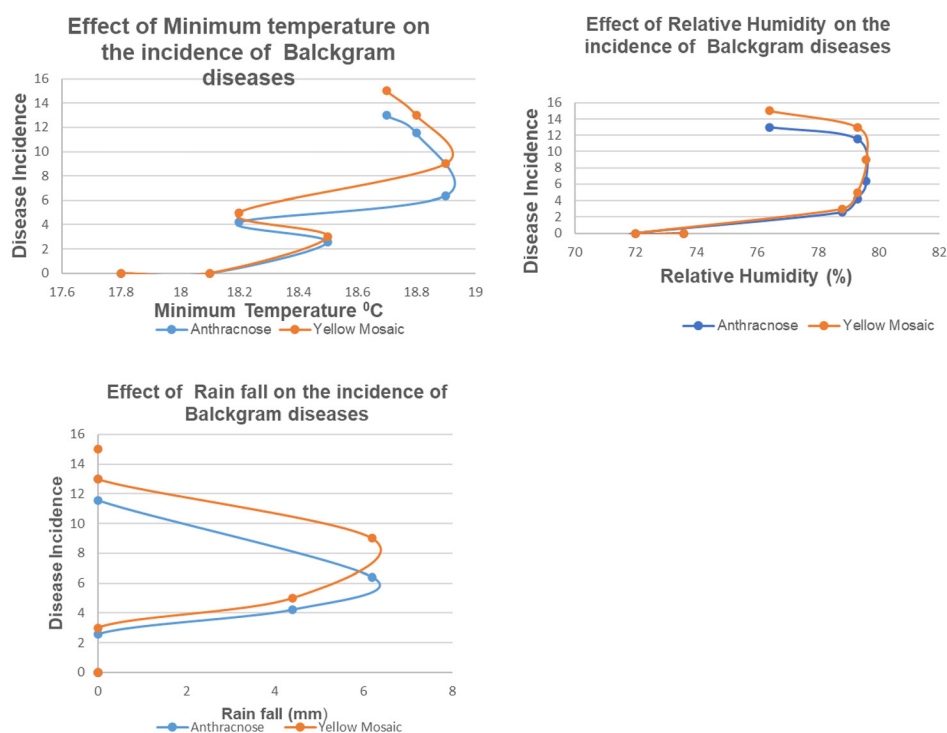 Effect of Minimum temperature on
the incidence of Balckgram
diseases
16
14
12
10
8
6
4
2
0
Disease Incidence
17.6
17.8
18
18.2
18.4
18.6
18.8
19
Minimum Temperature ⁰C
Anthracnose
Yellow Mosaic
Effect of Relative Humidity on the
incidence of Balckgram diseases
16
14
12
10
8
6
4
2
0
Disease Incidence
70
72
74
76
78
80
82
Relative Humidity (%)
Anthracnose
Yellow Mosaic
Effect of Rain fall on the incidence of
Balckgram diseases
16
14
12
10
8
6
4
2
0
Disease Incidence
0
2
4
6
8
Rain fall (mm)
Anthracnose
Yellow Mosaic